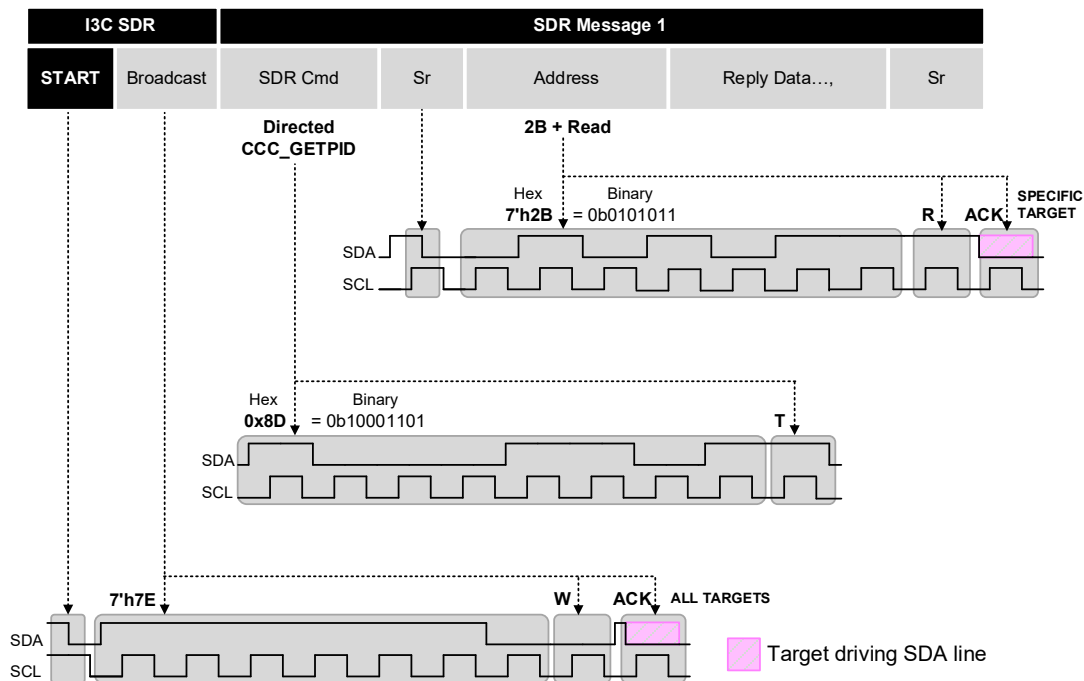 I3C SDR
SDR Message 1
START
Broadcast
SDR Cmd
Sr
Address
Reply Data...,
Sr
Directed
CCC_GETPID
2B + Read
Hex
Binary
7'h2B = 0b0101011
R
ACK
SPECIFIC
TARGET
SDA
SCL
Hex
Binary
0x8D = 0b10001101
T
SDA
SCL
7'h7E
W
ACK
ALL TARGETS
SDA
SCL
Target driving SDA line